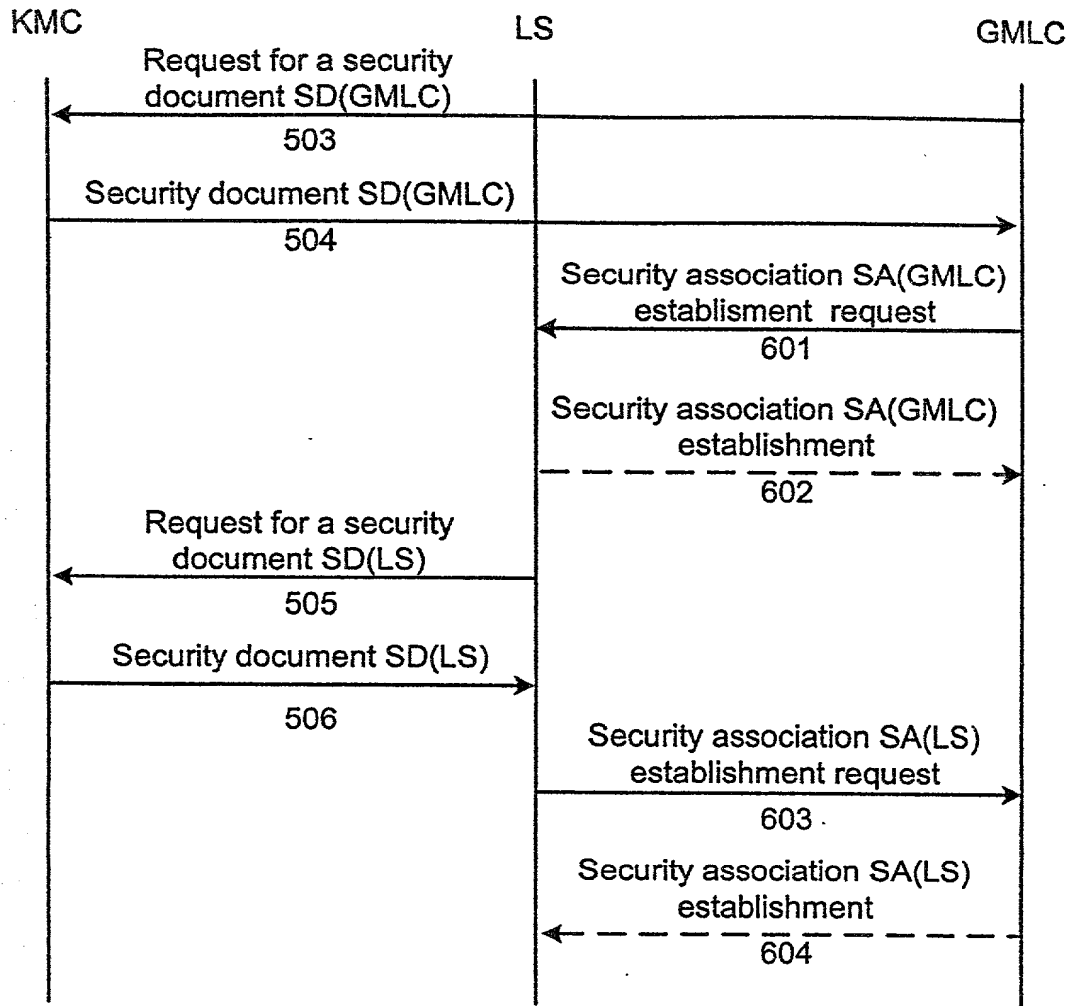 KMC
LS
GMLC
Request for a security
document SD(GMLC)
503
Security document SD(GMLC)
504
Security association SA(GMLC)
establisment request
601
Security association SA(GMLC)
establishment
602
Request for a security
document SD(LS)
505
Security document SD(LS)
506
Security association SA(LS)
establishment request
603
Security association SA(LS)
establishment
604